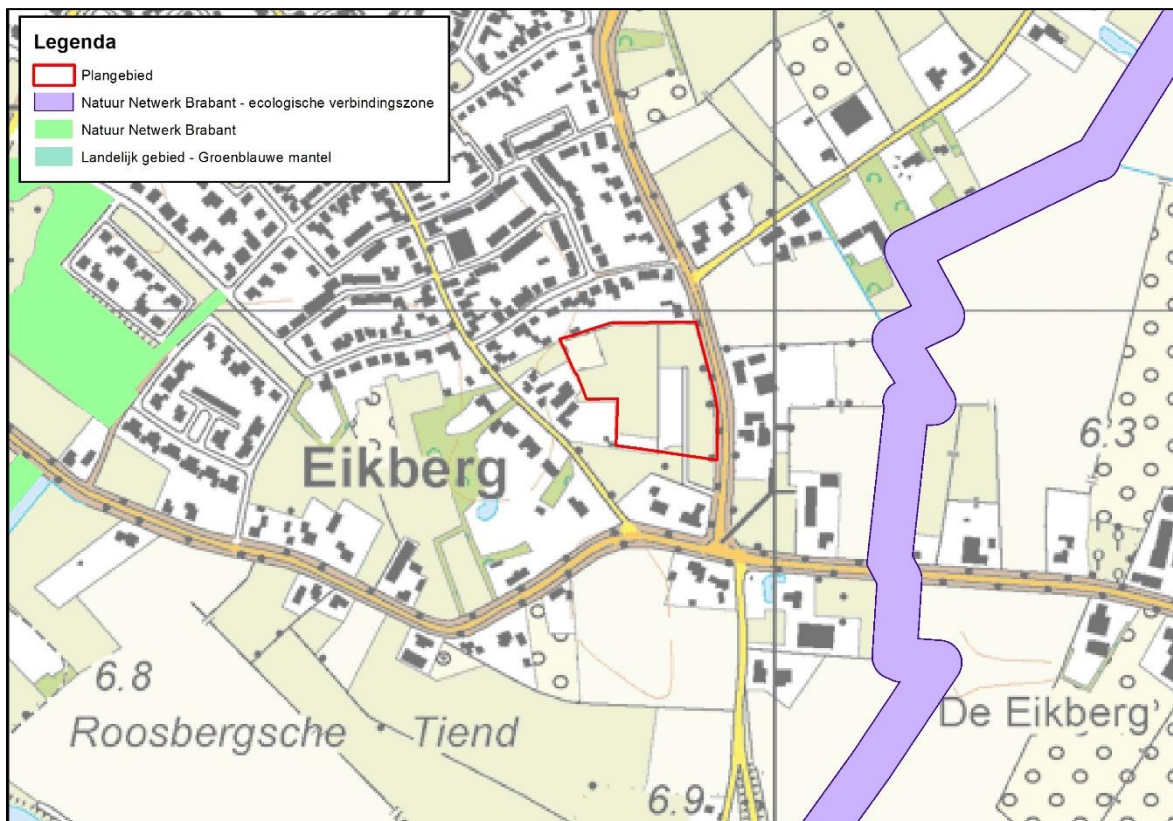 Legenda
Plangebied
Natuur Netwerk Brabant - ecologische verbindingszone
Natuur Netwerk Brabant
Landelijk gebied - Groenblauwe mantel
Eikberg
6.3
6.8
De Eikberg
Roosbergsche Tiend
6.9